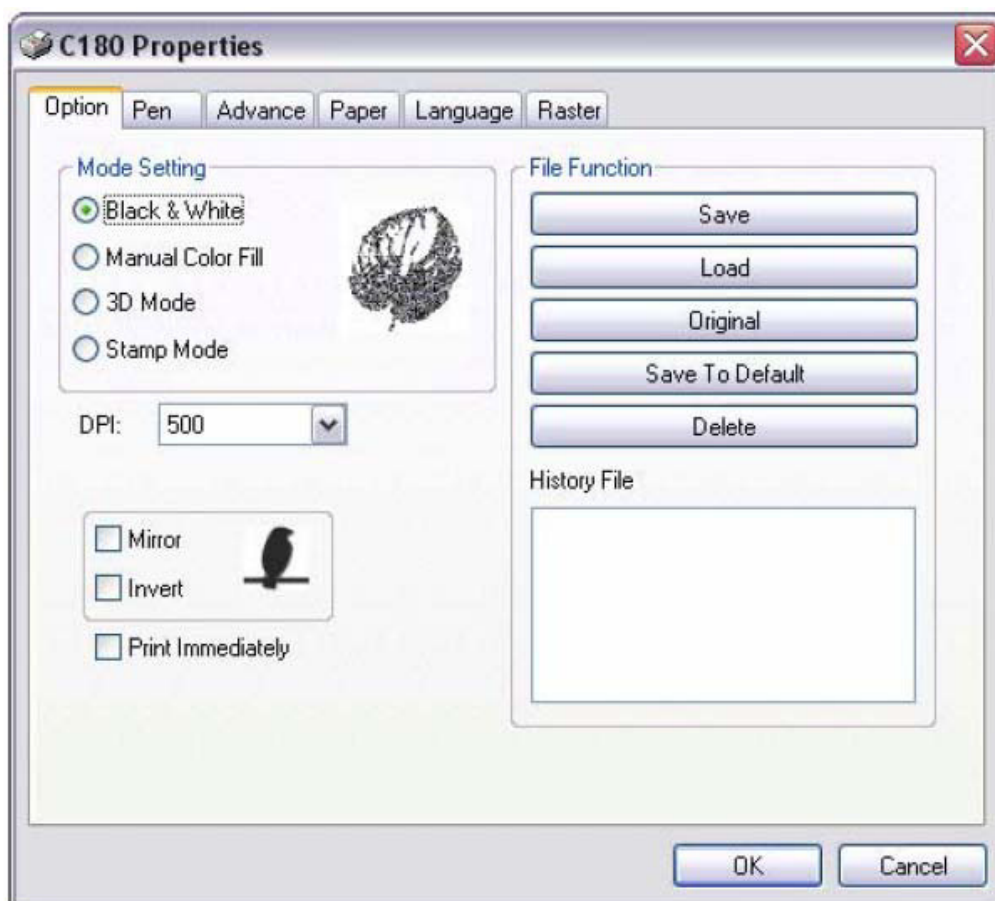 C180 Properties
Option Pen Advance Paper Language Raster
Mode Setting
Black & White
Manual Color Fill
3D Mode
Stamp Mode
DPI: 500
Mirror
Invert
Print Immediately
File Function
Save
Load
Original
Save To Default
Delete
History File
OK Cancel